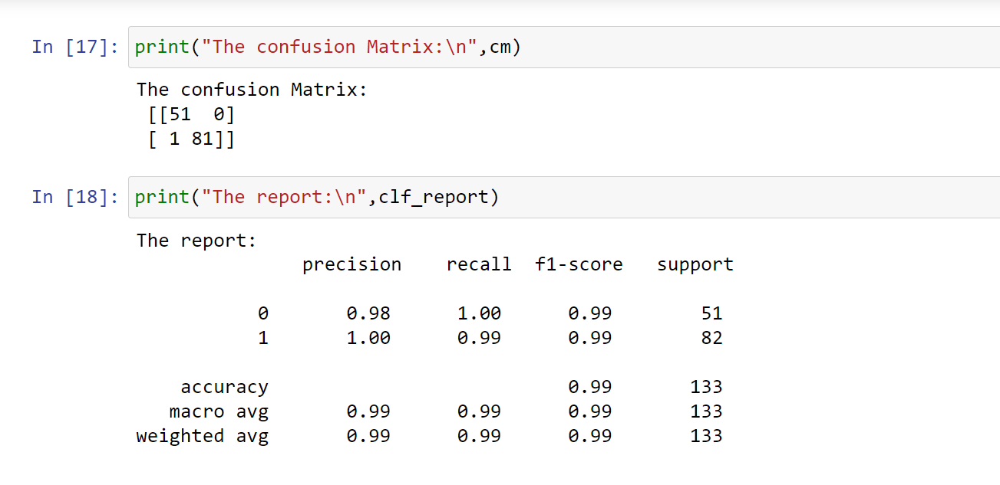 In [17]: print("The confusion Matrix:\n",cm)
The confusion Matrix:
[[51  0]
[ 1 81]]
In [18]: print("The report:\n",clf_report)
The report:
precision    recall  f1-score   support
0       0.98      1.00      0.99        51
1       1.00      0.99      0.99        82
accuracy                           0.99       133
macro avg       0.99      0.99      0.99       133
weighted avg       0.99      0.99      0.99       133